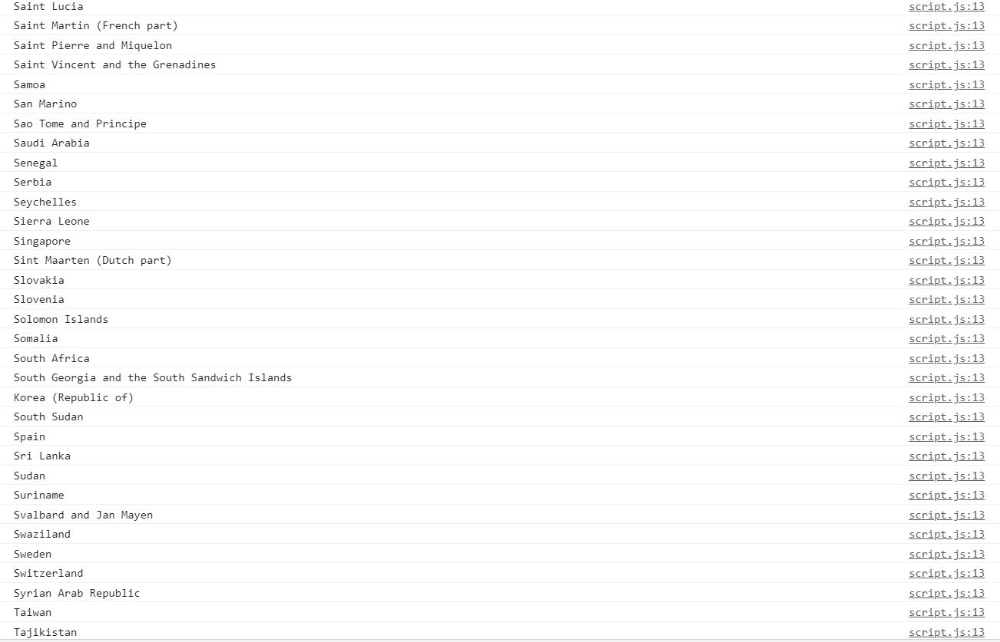 Saint Lucia script.js:13
Saint Martin (French part) script.js:13
Saint Pierre and Miquelon script.js:13
Saint Vincent and the Grenadines script.js:13
Samoa script.js:13
San Marino script.js:13
Sao Tome and Principe script.js:13
Saudi Arabia script.js:13
Senegal script.js:13
Serbia script.js:13
Seychelles script.js:13
Sierra Leone script.js:13
Singapore script.js:13
Sint Maarten (Dutch part) script.js:13
Slovakia script.js:13
Slovenia script.js:13
Solomon Islands script.js:13
Somalia script.js:13
South Africa script.js:13
South Georgia and the South Sandwich Islands script.js:13
Korea (Republic of) script.js:13
South Sudan script.js:13
Spain script.js:13
Sri Lanka script.js:13
Sudan script.js:13
Suriname script.js:13
Svalbard and Jan Mayen script.js:13
Swaziland script.js:13
Sweden script.js:13
Switzerland script.js:13
Syrian Arab Republic script.js:13
Taiwan script.js:13
Tajikistan script.js:13